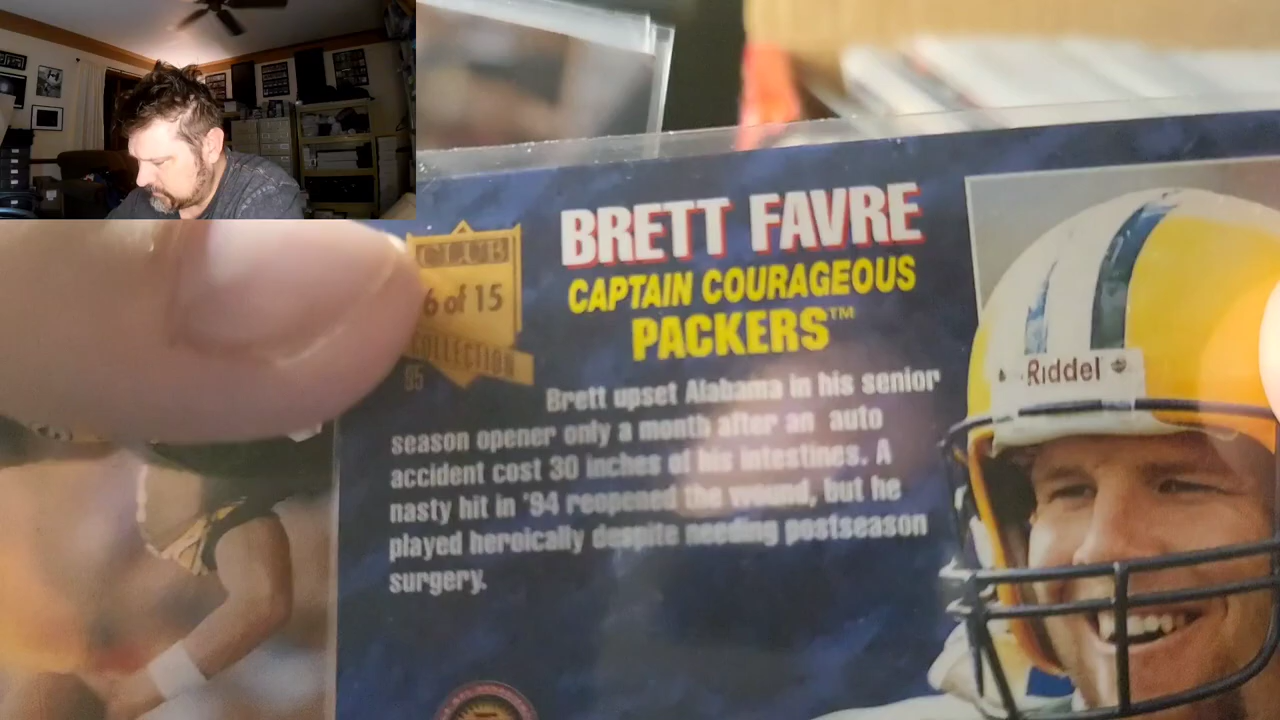 CLUB
6 of 15
COLLECTION
95
BRETT FAVRE
CAPTAIN COURAGEOUS
PACKERS™
Brett upset Alabama in his senior
season opener only a month after an auto
accident cost 30 inches of his intestines. A
nasty hit in '94 reopened the wound, but he
played heroically despite needing postseason
surgery.
Riddel